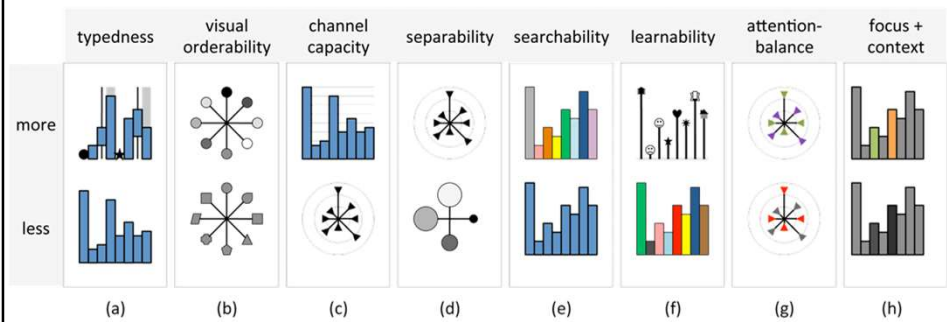 typedness
visual
orderability
channel
capacity
separability
searchability
learnability
attention-
balance
focus +
context
more
less
(a)
(b)
(c)
(d)
(e)
(f)
(g)
(h)